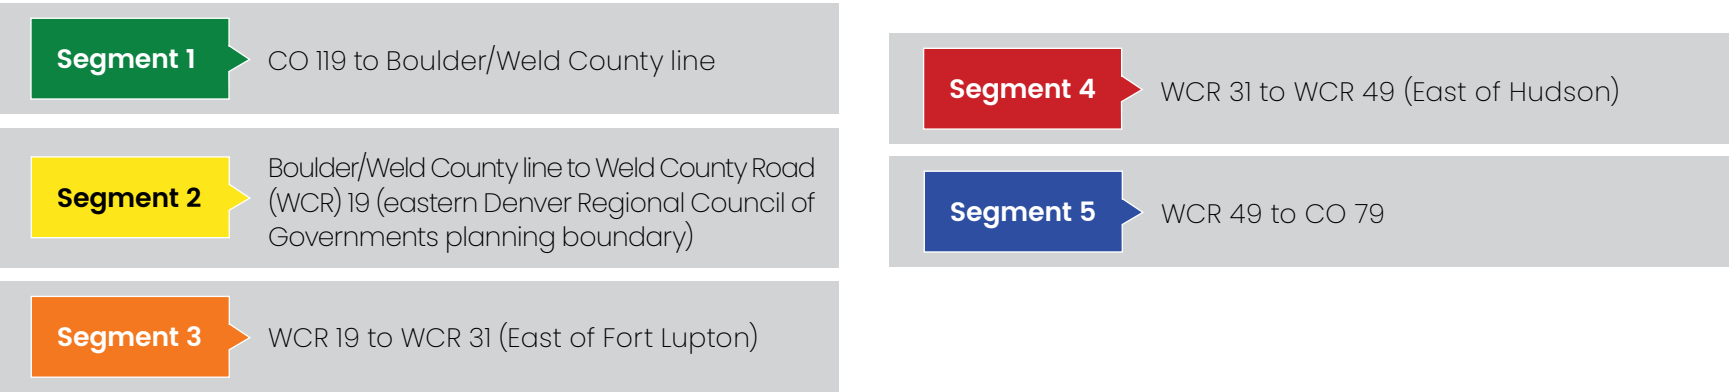 Segment 1
CO 119 to Boulder/Weld County line
Segment 2
Boulder/Weld County line to Weld County Road
(WCR) 19 (eastern Denver Regional Council of
Governments planning boundary)
Segment 3
WCR 19 to WCR 31 (East of Fort Lupton)
Segment 4
WCR 31 to WCR 49 (East of Hudson)
Segment 5
WCR 49 to CO 79